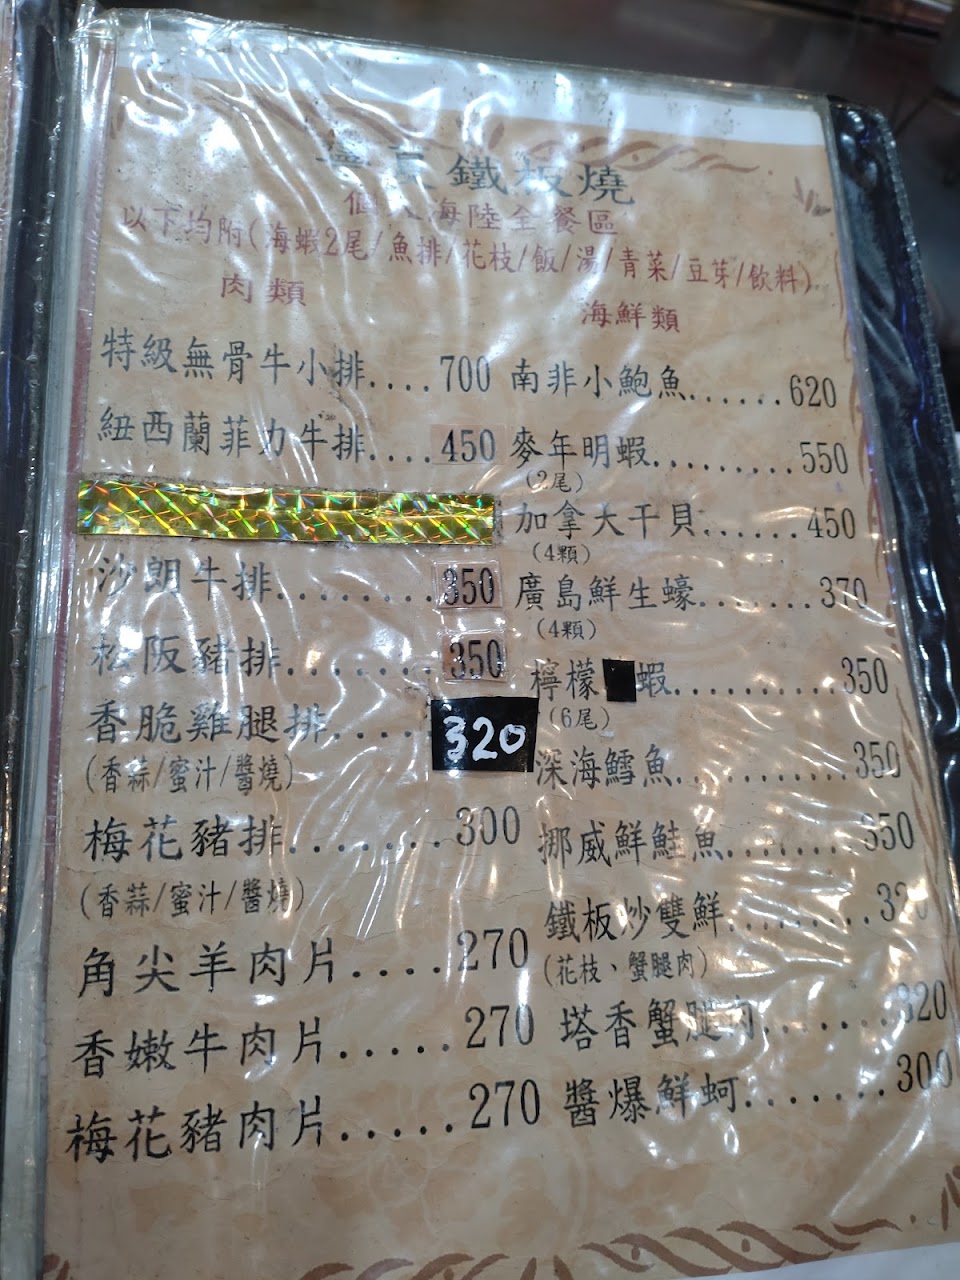 鐵板燒
個人海陸全餐區
以下均附(海蝦2尾/魚排/花枝/飯/湯/青菜/豆芽/飲料)
肉類
特級無骨牛小排....700
紐西蘭菲力牛排....450
沙朗牛排........350
松阪豬排........350
香脆雞腿排....320
(香蒜/蜜汁/醬燒)
梅花豬排.......300
(香蒜/蜜汁/醬燒)
角尖羊肉片....270
香嫩牛肉片.....270
梅花豬肉片.....270
海鮮類
南非小鮑魚......620
麥年明蝦.........550
(2尾)
加拿大干貝......450
(4顆)
廣島鮮生蠔.......370
(4顆)
檸檬 蝦..........350
(6尾)
深海鱈魚..........350
挪威鮮鮭魚........350
鐵板炒雙鮮
(花枝、蟹腿肉)
塔香蟹腿肉.......320
醬爆鮮蚵........300